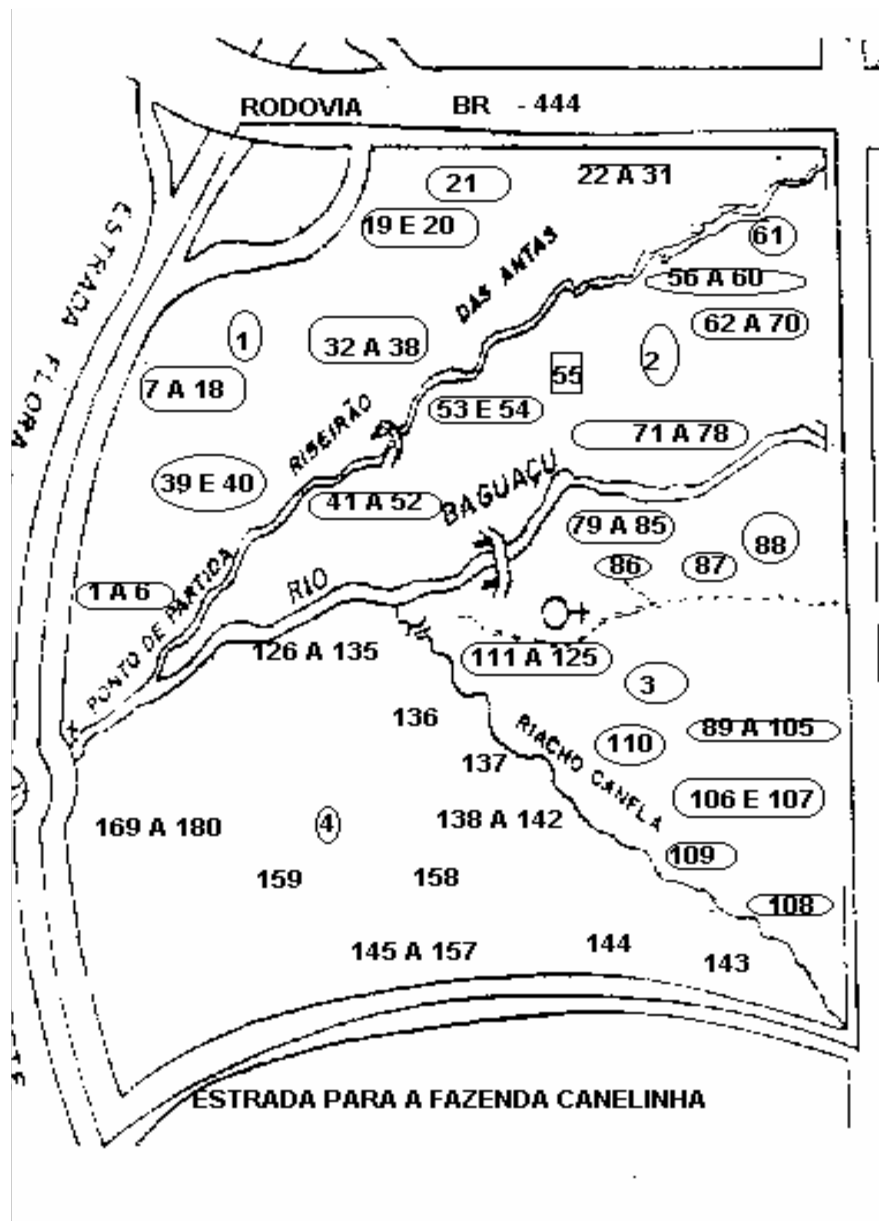 RODOVIA BR - 444
21
22 A 31
19 E 20
ESTRADA FLORA
DAS ANTAS
61
56 A 60
62 A 70
1
32 A 38
2
7 A 18
55
53 E 54
RIBEIRÃO
71 A 78
39 E 40
41 A 52
BAGUAÇU
79 A 85
88
86
87
1 A 6
RIO
PONTO DE PARTIDA
126 A 135
111 A 125
3
136
RIACHO CANELA
89 A 105
110
137
106 E 107
169 A 180
4
138 A 142
109
159
158
108
145 A 157
144
143
ESTRADA PARA A FAZENDA CANELINHA